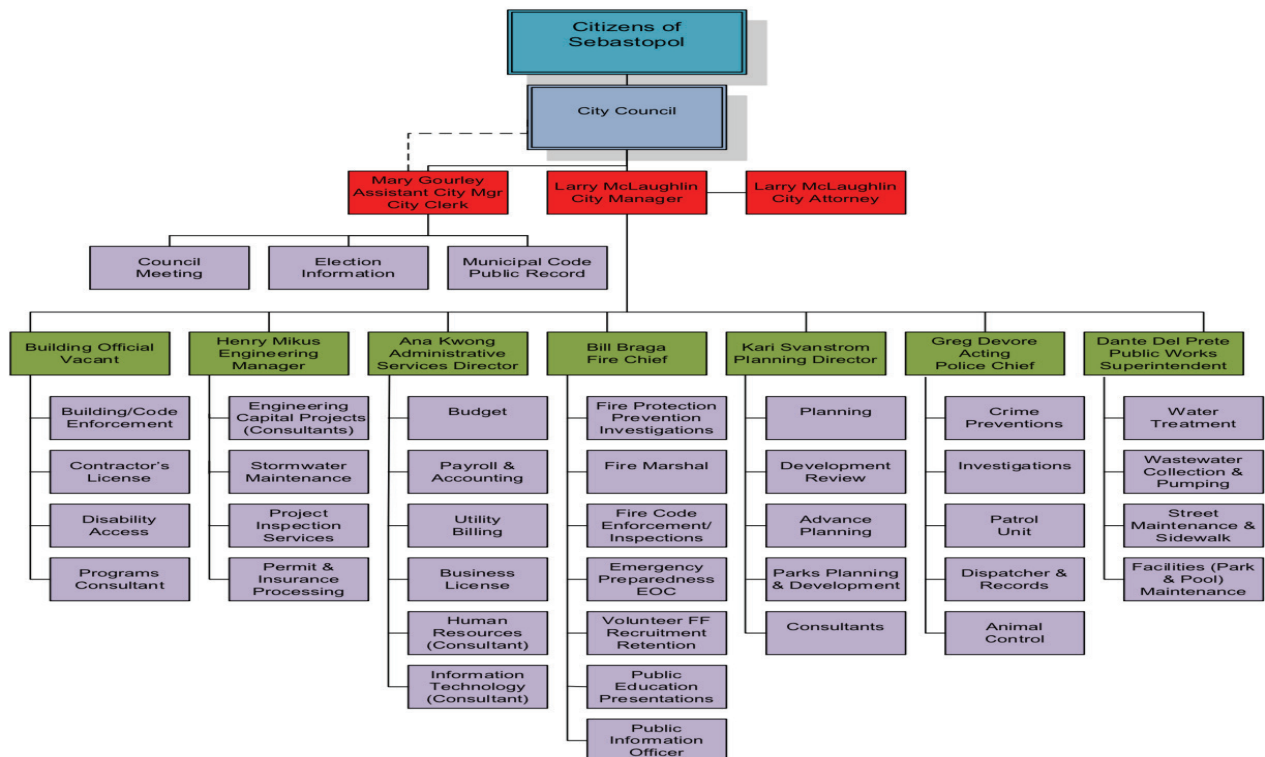 Citizens of
Sebastopol
City Council
Mary Gourley
Assistant City Mgr
City Clerk
Larry McLaughlin
City Manager
Larry McLaughlin
City Attorney
Council
Meeting
Election
Information
Municipal Code
Public Record
Building Official
Vacant
Henry Mikus
Engineering
Manager
Ana Kwong
Administrative
Services Director
Bill Braga
Fire Chief
Kari Svanstrom
Planning Director
Greg Devore
Acting
Police Chief
Dante Del Prete
Public Works
Superintendent
Building/Code
Enforcement
Contractor's
License
Disability
Access
Programs
Consultant
Engineering
Capital Projects
(Consultants)
Stormwater
Maintenance
Project
Inspection
Services
Permit &
Insurance
Processing
Budget
Payroll &
Accounting
Utility
Billing
Business
License
Human
Resources
(Consultant)
Information
Technology
(Consultant)
Fire Protection
Prevention
Investigations
Fire Marshal
Fire Code
Enforcement/
Inspections
Emergency
Preparedness
EOC
Volunteer FF
Recruitment
Retention
Public
Education
Presentations
Public
Information
Officer
Planning
Development
Review
Advance
Planning
Parks Planning
& Development
Consultants
Crime
Preventions
Investigations
Patrol
Unit
Dispatcher &
Records
Animal
Control
Water
Treatment
Wastewater
Collection &
Pumping
Street
Maintenance &
Sidewalk
Facilities (Park
& Pool)
Maintenance